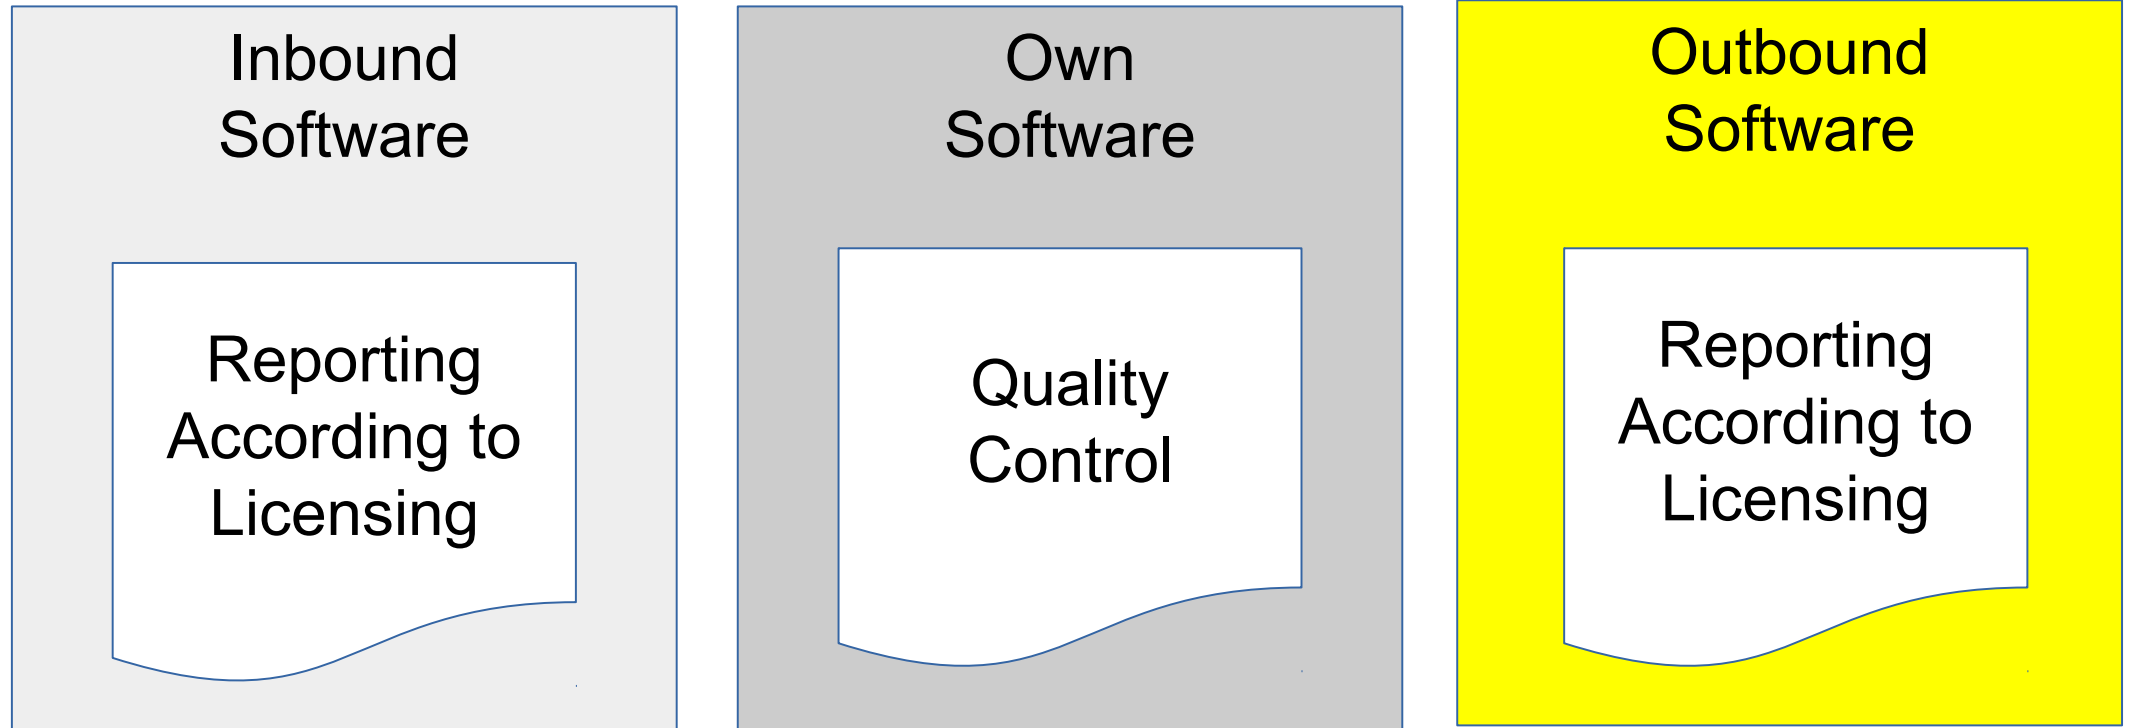 Inbound
Software
Reporting
According to
Licensing
Own
Software
Quality
Control
Outbound
Software
Reporting
According to
Licensing